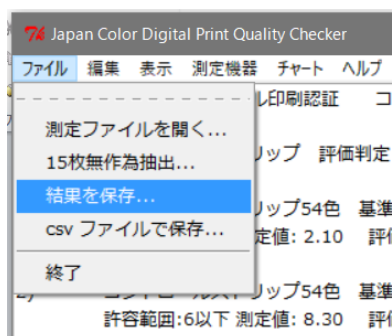 Japan Color Digital Print Quality Checker
ファイル 編集 表示 測定機器 チャート ヘルプ
ル印刷認証 コ
測定ファイルを開く...
15枚無作為抽出...
リップ 評価判定
結果を保存...
リップ54色 基準
csv ファイルで保存...
定値: 2.10 評価
終了
リップ54色 基準
許容範囲:6以下 測定値: 8.30 評価